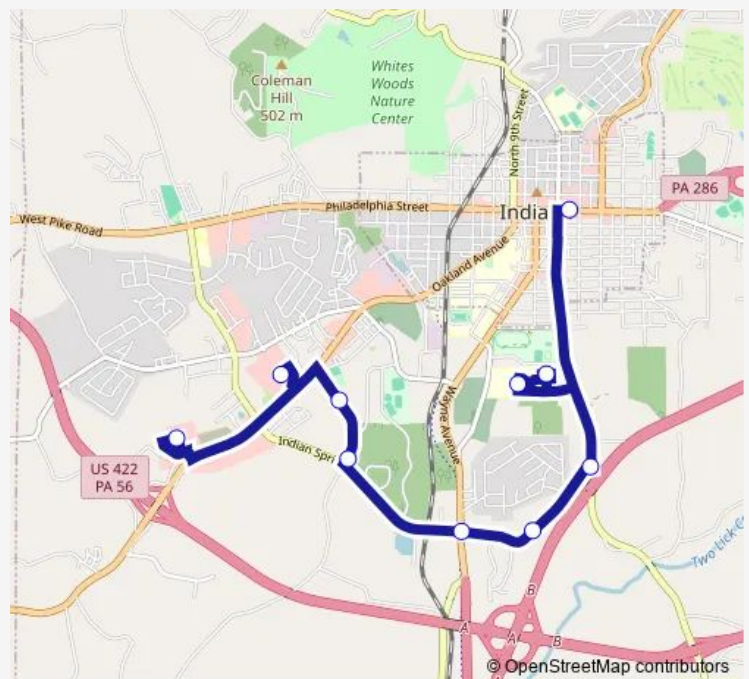 Whites
Woods
Nature
Center
Coleman
Hill
502 m
North 9th Street
PA 286
West Pike Road
Philadelphia Street
India
Oakland Avenue
Wayne Avenue
Indian Spri
US 422
PA 56
Two-Lick-C
B
A
A
B
B
© OpenStreetMap contributors